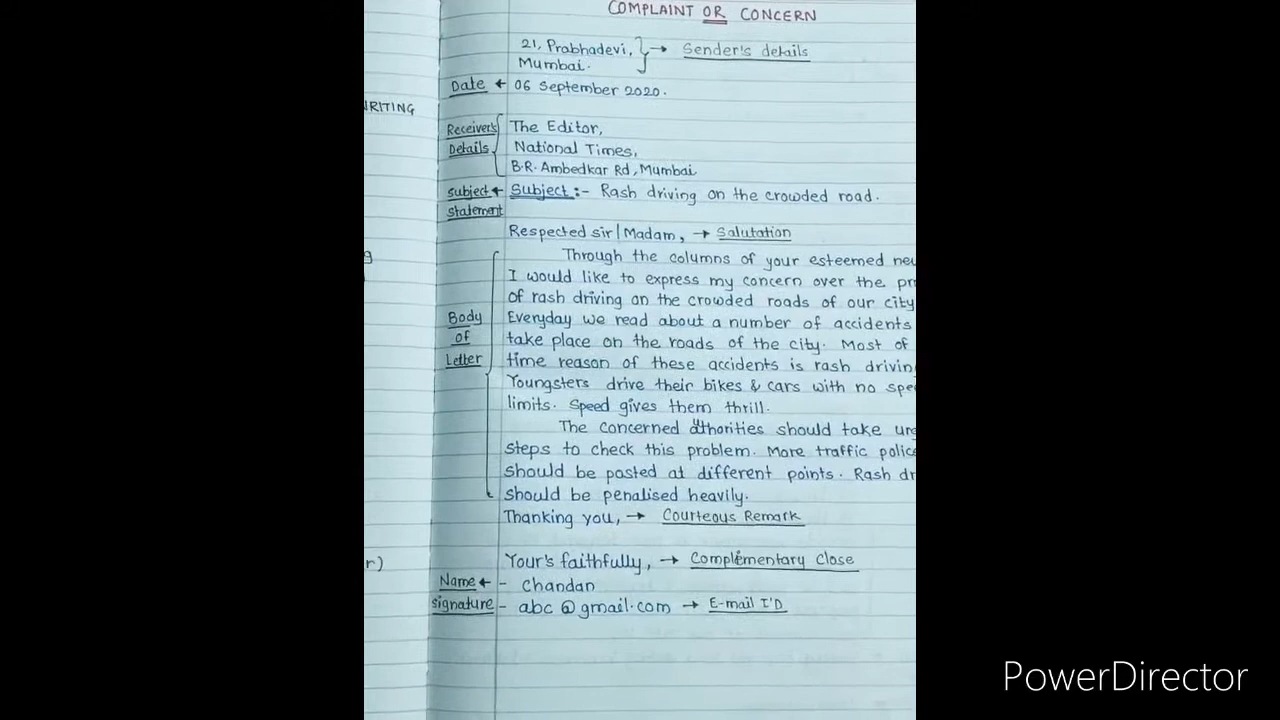 COMPLAINT OR CONCERN
21, Prabhadevi, → Sender's details
Mumbai.
Date ← 06 September 2020.
RITING
Receiver's The Editor,
Details National Times,
B.R. Ambedkar Rd, Mumbai
Subject ← Subject :- Rash driving on the crowded road.
statement
Respected sir | Madam, → Salutation
Through the columns of your esteemed
I would like to express my concern over the
of rash driving on the crowded roads of our city
Body Everyday we read about a number of accidents
of take place on the roads of the city. Most of
Letter time reason of these accidents is rash
Youngsters drive their bikes & cars with no
limits. Speed gives them thrill.
The concerned authorities should take
steps to check this problem. More traffic
should be posted at different points. Rash
should be penalised heavily.
Thanking you, → Courteous Remark
r) Your's faithfully, → Complementary Close
Name ← - Chandan
Signature - abc @gmail.com → E-mail I'D
PowerDirector